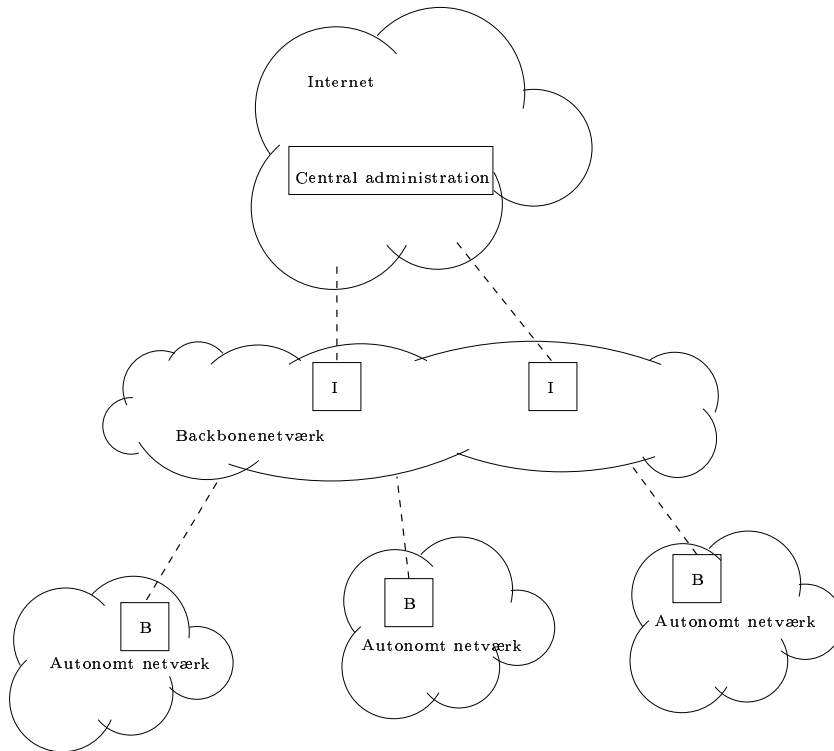 Internet
Central administration
I
I
Backbonenetværk
B
Autonomt netværk
B
Autonomt netværk
B
Autonomt netværk